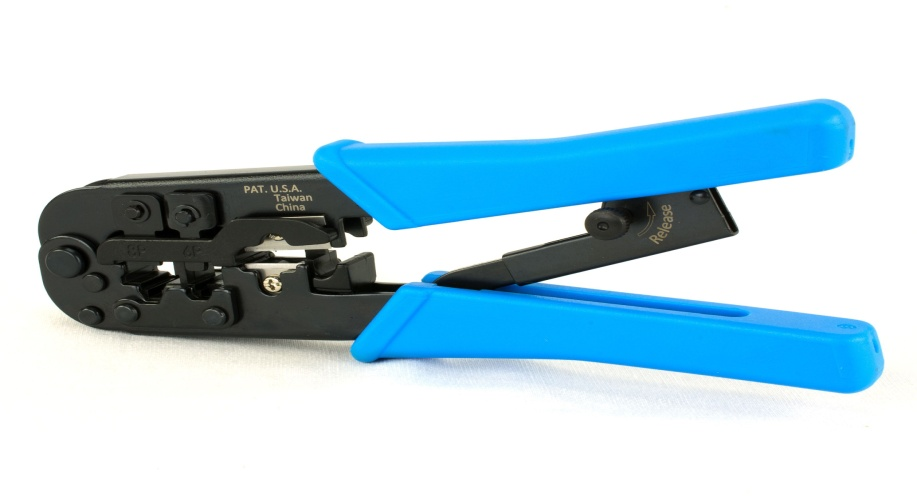 PAT. U.S.A.
Taiwan
China
8P 6P
Release